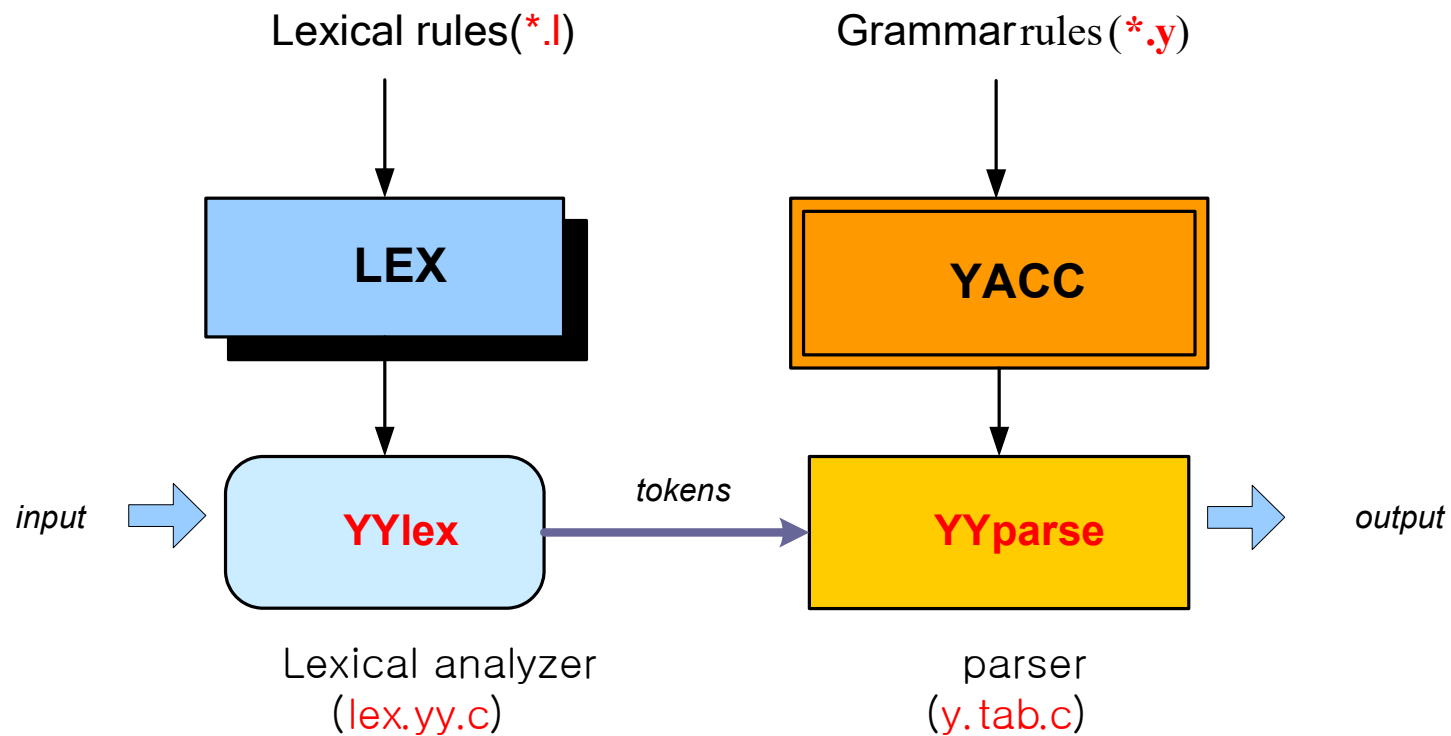 Lexical rules(*.l)
Grammar rules (*.y)
LEX
YACC
input
YYlex
tokens
YYparse
output
Lexical analyzer
(lex.yy.c)
parser
(y.tab.c)